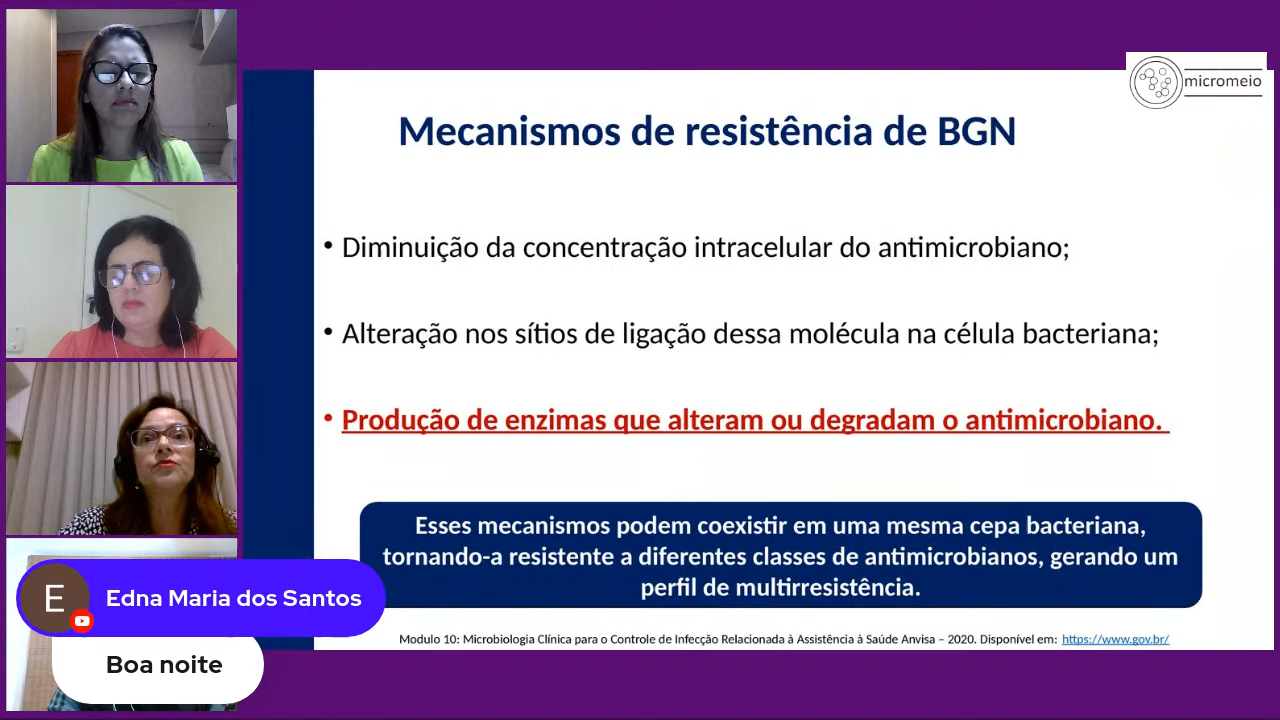 micromeio
Mecanismos de resistência de BGN
• Diminuição da concentração intracelular do antimicrobiano;
• Alteração nos sítios de ligação dessa molécula na célula bacteriana;
• Produção de enzimas que alteram ou degradam o antimicrobiano.
Esses mecanismos podem coexistir em uma mesma cepa bacteriana,
tornando-a resistente a diferentes classes de antimicrobianos, gerando um
perfil de multirresistência.
Modulo 10: Microbiologia Clínica para o Controle de Infecção Relacionada à Assistência à Saúde Anvisa – 2020. Disponível em: https://www.gov.br/
E
Edna Maria dos Santos
Boa noite